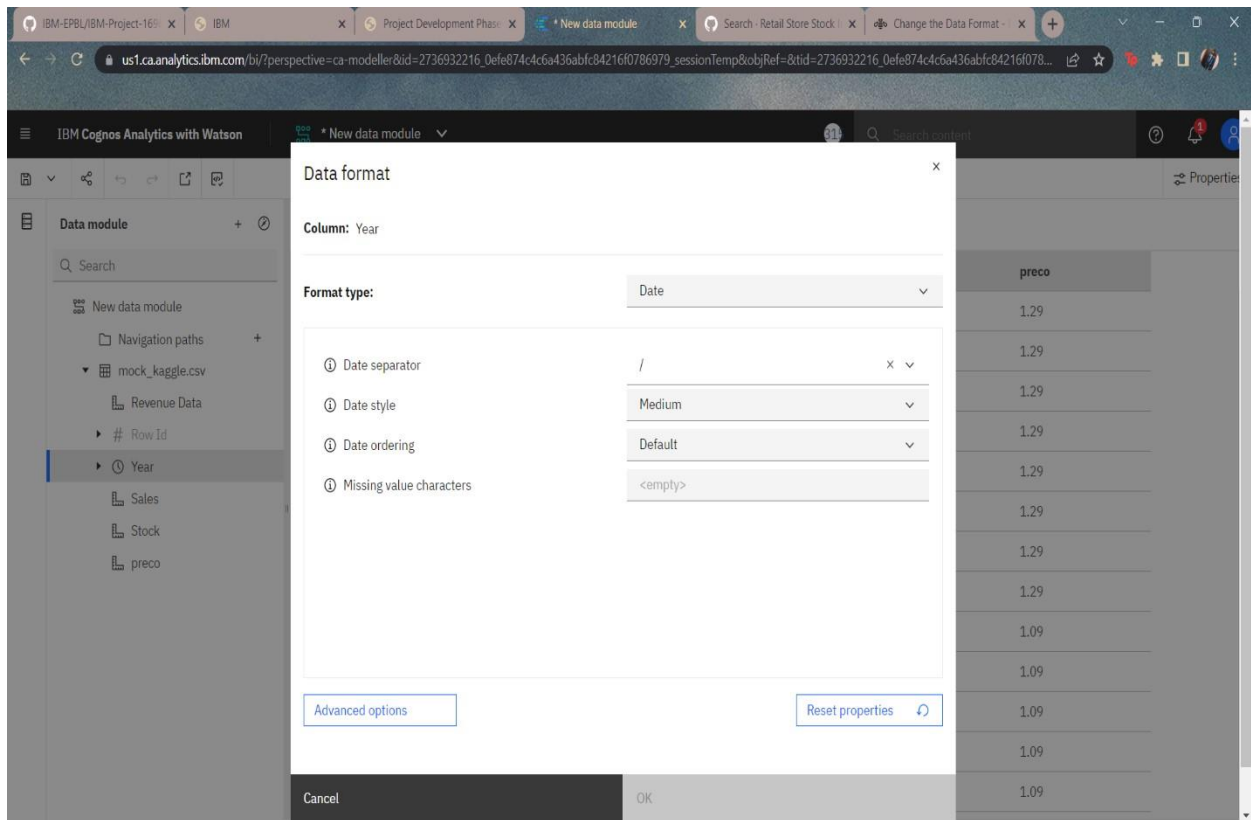 IBM-EPBL/IBM-Project-169
IBM
Project Development Phase
* New data module
Search · Retail Store Stock
Change the Data Format -
us1.ca.analytics.ibm.com/bi/?perspective=ca-modeller&id=2736932216_0efe874c4c6a436abfc84216f0786979_sessionTemp&objRef=&tid=2736932216_0efe874c4c6a436abfc84216f078...
IBM Cognos Analytics with Watson
* New data module
Search content
1
Properties
Data module
Search
New data module
Navigation paths
mock_kaggle.csv
Revenue Data
# Row Id
Year
Sales
Stock
preco
Data format
Column: Year
Format type:
Date
Date separator
/
Date style
Medium
Date ordering
Default
Missing value characters
<empty>
Advanced options
Reset properties
Cancel
OK
preco
1.29
1.29
1.29
1.29
1.29
1.29
1.29
1.29
1.09
1.09
1.09
1.09
1.09